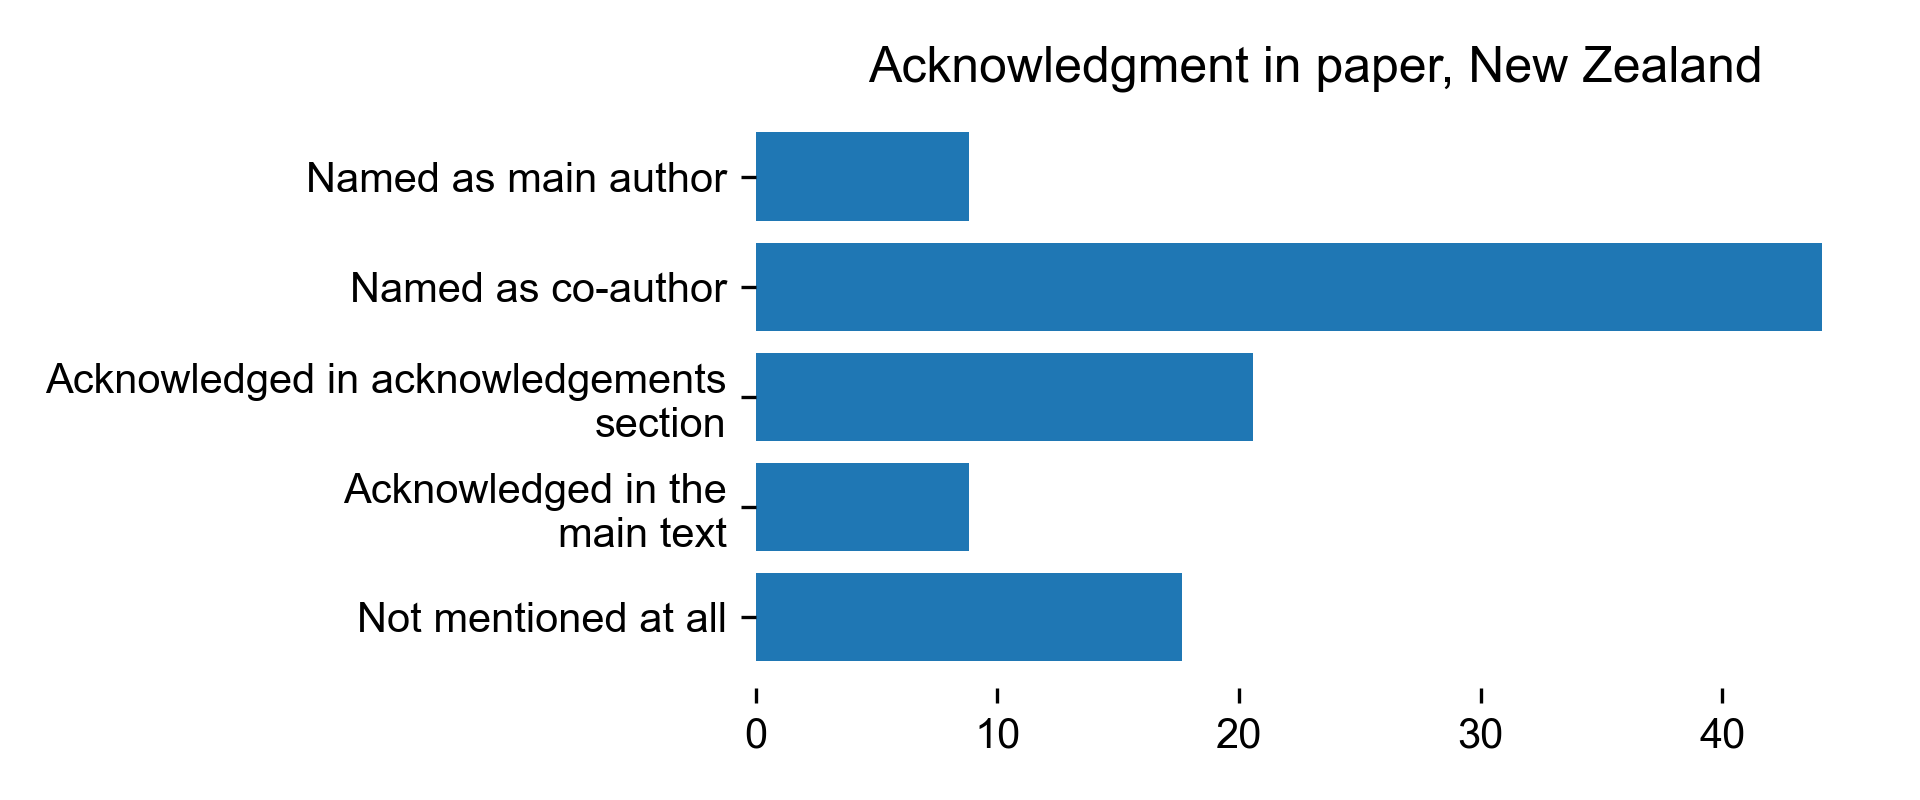 Acknowledgment in paper, New Zealand
Named as main author
Named as co-author
Acknowledged in acknowledgements
section
Acknowledged in the
main text
Not mentioned at all
0 10 20 30 40